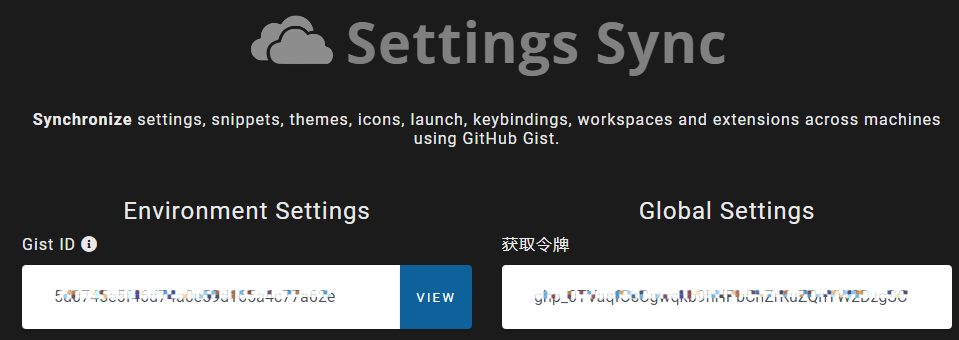 Settings Sync
Synchronize settings, snippets, themes, icons, launch, keybindings, workspaces and extensions across machines
using GitHub Gist.
Environment Settings
Global Settings
Gist ID
获取令牌
VIEW